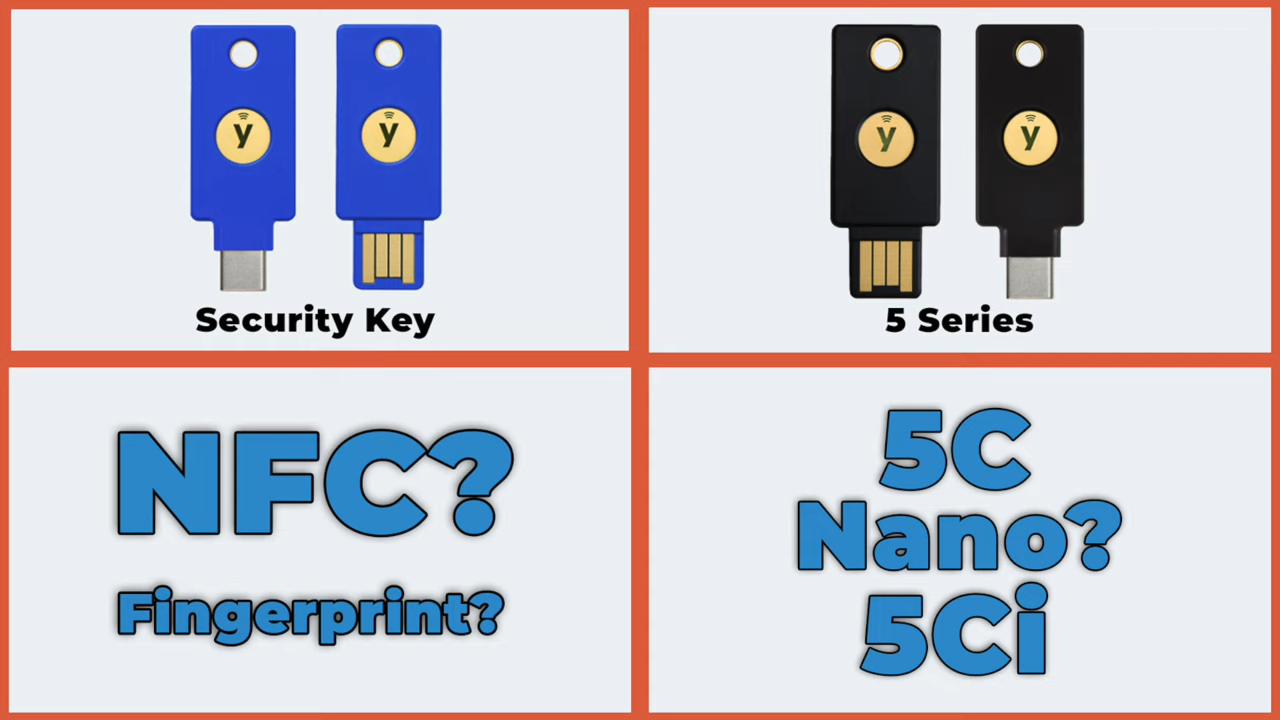 y
y
Security Key
y
y
5 Series
NFC?
Fingerprint?
5C
Nano?
5Ci